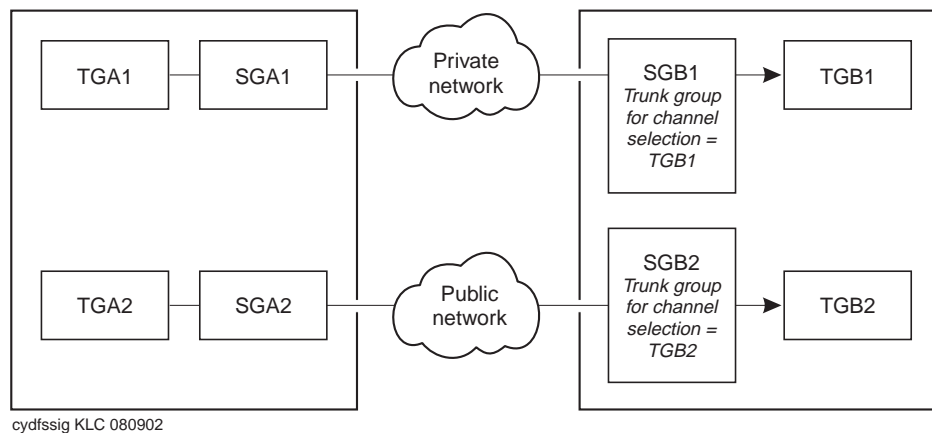 TGA1
SGA1
Private
network
SGB1
Trunk group
for channel
selection =
TGB1
TGB1
TGA2
SGA2
Public
network
SGB2
Trunk group
for channel
selection =
TGB2
TGB2
cydfssig KLC 080902